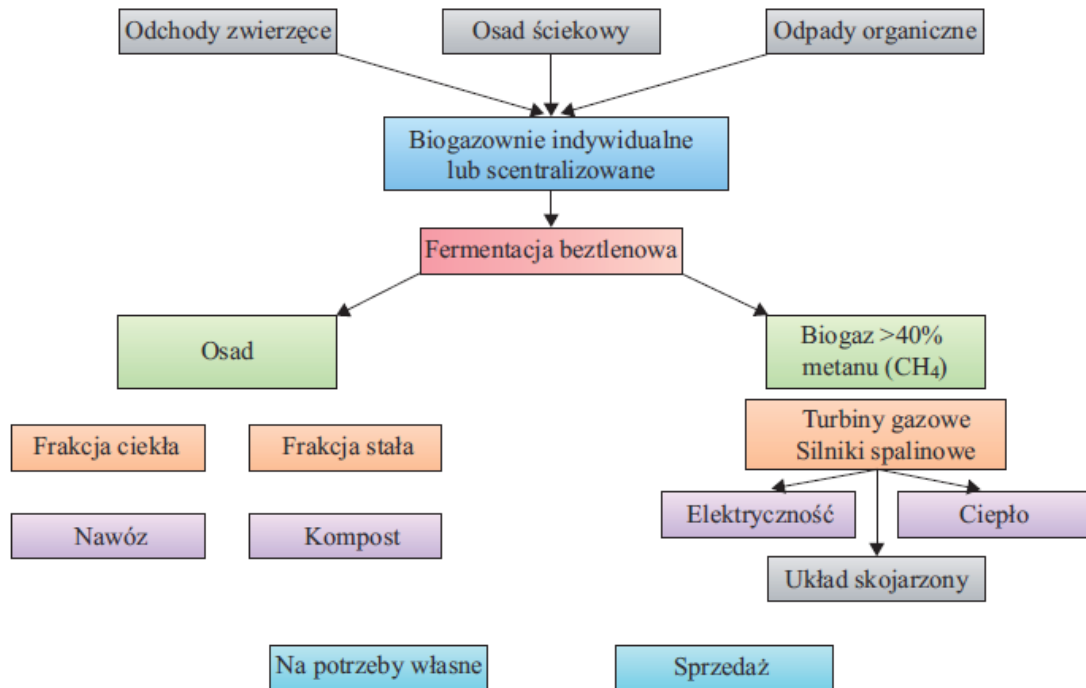 Odchody zwierzęce
Osad ściekowy
Odpady organiczne
Biogazownie indywidualne
lub scentralizowane
Fermentacja beztlenowa
Osad
Biogaz >40%
metanu (CH₄)
Frakcja ciekła
Frakcja stała
Turbiny gazowe
Silniki spalinowe
Nawóz
Kompost
Elektryczność
Ciepło
Układ skojarzony
Na potrzeby własne
Sprzedaż